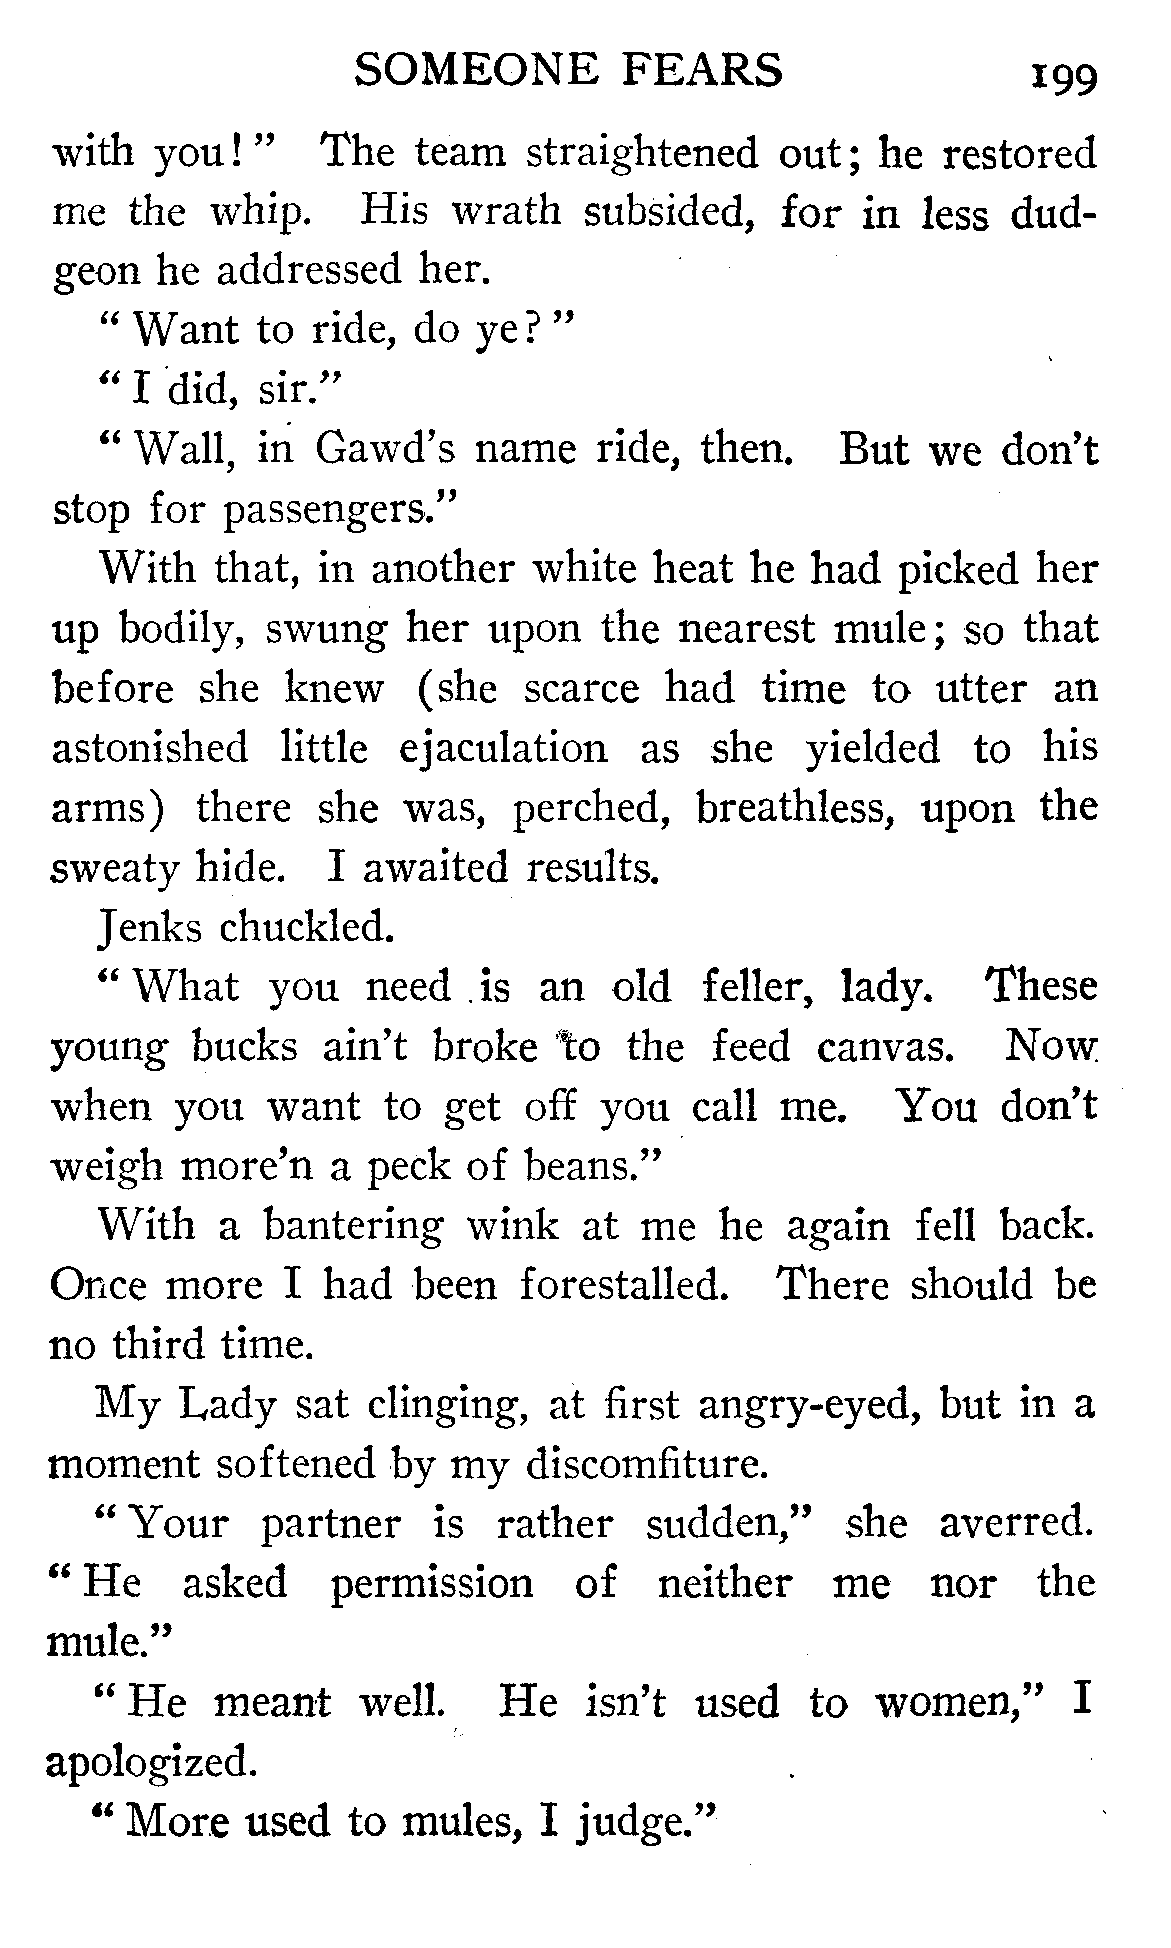 SOMEONE FEARS 199
with you!" The team straightened out; he restored
me the whip. His wrath subsided, for in less dud-
geon he addressed her.
"Want to ride, do ye?"
"I did, sir."
"Wall, in Gawd's name ride, then. But we don't
stop for passengers."
With that, in another white heat he had picked her
up bodily, swung her upon the nearest mule; so that
before she knew (she scarce had time to utter an
astonished little ejaculation as she yielded to his
arms) there she was, perched, breathless, upon the
sweaty hide. I awaited results.
Jenks chuckled.
"What you need is an old feller, lady. These
young bucks ain't broke to the feed canvas. Now
when you want to get off you call me. You don't
weigh more'n a peck of beans."
With a bantering wink at me he again fell back.
Once more I had been forestalled. There should be
no third time.
My Lady sat clinging, at first angry-eyed, but in a
moment softened by my discomfiture.
"Your partner is rather sudden," she averred.
"He asked permission of neither me nor the
mule."
"He meant well. He isn't used to women," I
apologized.
"More used to mules, I judge."